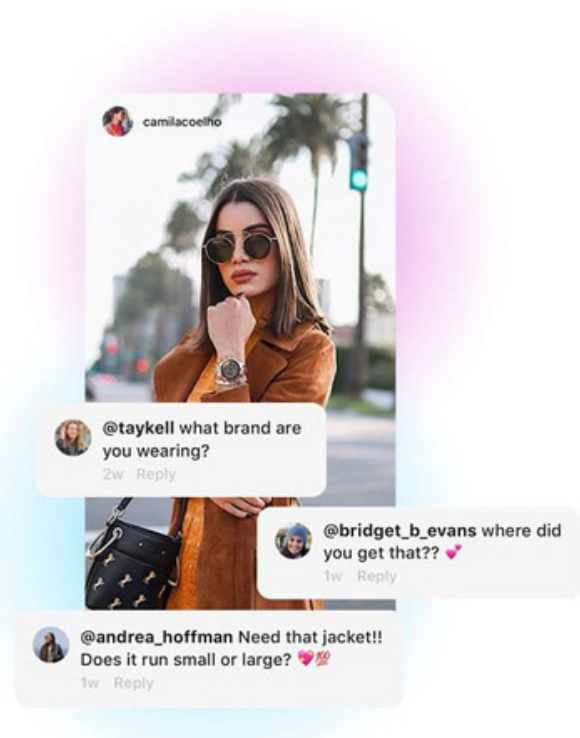 camilacoelho
@taykell what brand are
you wearing?
2w Reply
@bridget_b_evans where did
you get that?? 💕
1w Reply
@andrea_hoffman Need that jacket!!
Does it run small or large? 💖💯
1w Reply